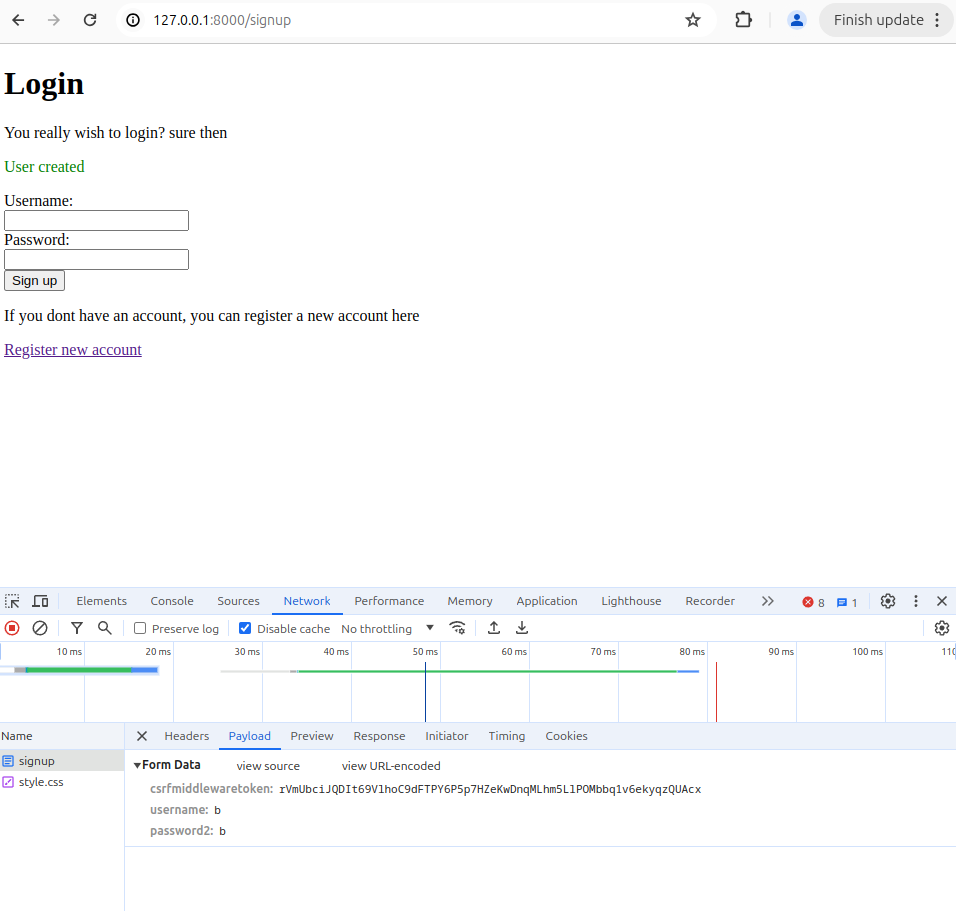 127.0.0.1:8000/signup
Finish update
Login
You really wish to login? sure then
User created
Username:
Password:
Sign up
If you dont have an account, you can register a new account here
Register new account
Elements Console Sources Network Performance Memory Application Lighthouse Recorder 8 1
Preserve log Disable cache No throttling
10 ms 20 ms 30 ms 40 ms 50 ms 60 ms 70 ms 80 ms 90 ms 100 ms 110
Name Headers Payload Preview Response Initiator Timing Cookies
signup
style.css
Form Data view source view URL-encoded
csrfmiddlewaretoken: rVmUbciJQDIt69VlhoC9dFTPY6P5p7HZeKwDnqMLhm5LlPOMbbq1v6ekyqzQUAcx
username: b
password2: b